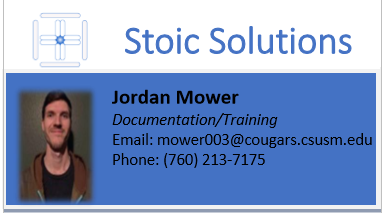 Stoic Solutions
Jordan Mower
Documentation/Training
Email: mower003@cougars.csusm.edu
Phone: (760) 213-7175